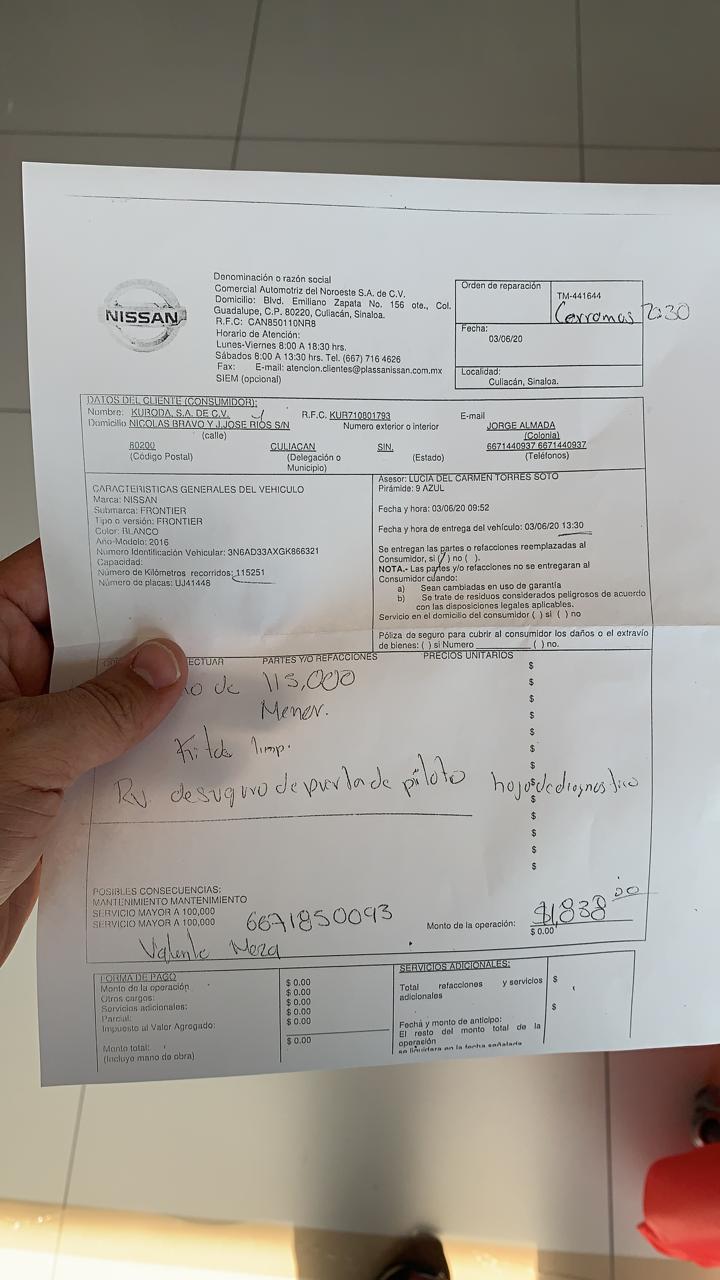 NISSAN
Denominación o razón social
Comercial Automotriz del Noroeste S.A. de C.V.
Domicilio: Blvd. Emiliano Zapata No. 156 ote., Col.
Guadalupe, C.P. 80220, Culiacán, Sinaloa.
R.F.C: CAN850110NR8
Horario de Atención:
Lunes-Viernes 8:00 A 18:30 hrs.
Sábados 8:00 A 13:30 hrs. Tel. (667) 716 4626
Fax: E-mail: atencion.clientes@plassanissan.com.mx
SIEM (opcional)
Orden de reparación
TM-441644
Fecha:
03/06/20
Localidad:
Culiacán, Sinaloa.
DATOS DEL CLIENTE (CONSUMIDOR):
Nombre: KURODA, S.A. DE C.V. R.F.C. KUR710801793 E-mail
Domicilio NICOLAS BRAVO Y J.JOSE RIOS S/N Numero exterior o interior JORGE ALMADA
(calle) (Colonia)
80200 CULIACAN SIN. 6671440937 6671440937
(Código Postal) (Delegación o Municipio) (Estado) (Teléfonos)
CARACTERISTICAS GENERALES DEL VEHICULO
Marca: NISSAN
Submarca: FRONTIER
Tipo o versión: FRONTIER
Color: BLANCO
Año-Modelo: 2016
Numero Identificación Vehicular: 3N6AD33AXGK866321
Capacidad:
Número de Kilómetros recorridos: 115251
Número de placas: UJ41448
Asesor: LUCIA DEL CARMEN TORRES SOTO
Pirámide: 9 AZUL
Fecha y hora: 03/06/20 09:52
Fecha y hora de entrega del vehículo: 03/06/20 13:30
Se entregan las partes o refacciones reemplazadas al
Consumidor, si (/) no ( ).
NOTA.- Las partes y/o refacciones no se entregaran al
Consumidor cuando:
a) Sean cambiadas en uso de garantía
b) Se trate de residuos considerados peligrosos de acuerdo
con las disposiciones legales aplicables.
Servicio en el domicilio del consumidor ( ) si ( ) no
Póliza de seguro para cubrir al consumidor los daños o el extravío
de bienes: ( ) si Numero ( ) no.
ECTUAR PARTES Y/O REFACCIONES PRECIOS UNITARIOS
$
$
$
$
$
$
$
$
$
$
$
$
$
de 115,000
Menor.
Kit de limp.
Rv. de seguro de puerta de piloto hoja de diagnostico
POSIBLES CONSECUENCIAS:
MANTENIMIENTO MANTENIMIENTO
SERVICIO MAYOR A 100,000
SERVICIO MAYOR A 100,000
6671850093
Valente Meza
Monto de la operación: $1,838.00
$ 0.00
FORMA DE PAGO
Monto de la operación $ 0.00
Otros cargos: $ 0.00
Servicios adicionales: $ 0.00
Parcial: $ 0.00
Impuesto al Valor Agregado: $ 0.00
Monto total: $ 0.00
(Incluyo mano de obra)
SERVICIOS ADICIONALES:
Total refacciones y servicios adicionales $
Fecha y monto de anticipo: $
El resto del monto total de la
operación
se liquidara en la fecha señalada